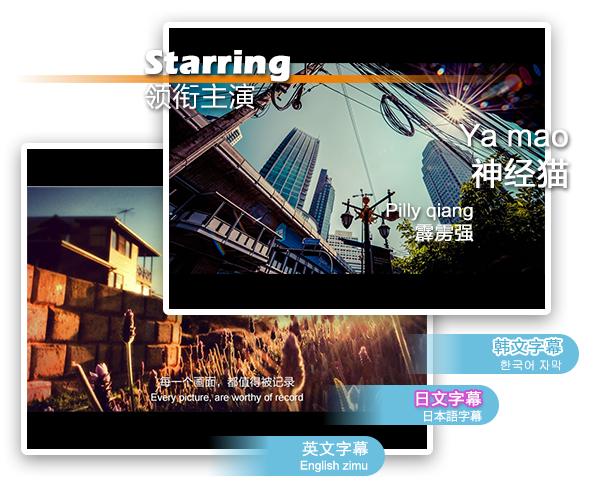 Starring
领衔主演
Ya mao
神经猫
Pilly qiang
霹雳强
每一个画面，都值得被记录
Every picture, are worthy of record
韩文字幕
한국어 자막
日文字幕
日本語字幕
英文字幕
English zimu